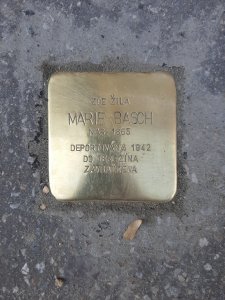 ZDE ŽILA
MARIE BASCH
NAR. 1865
DEPORTOVÁNA 1942
DO TEREZÍNA
ZAVRAŽDĚNA